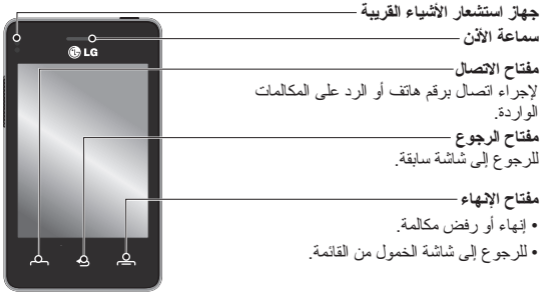 جهاز استشعار الأشياء القريبة
سماعة الأذن
LG
مفتاح الاتصال
لإجراء اتصال برقم هاتف أو الرد على المكالمات
الواردة.
مفتاح الرجوع
للرجوع إلى شاشة سابقة.
مفتاح الإنهاء
• إنهاء أو رفض مكالمة.
• للرجوع إلى شاشة الخمول من القائمة.